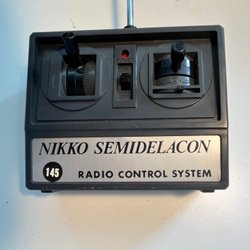 NIKKO SEMIDELACON
145 RADIO CONTROL SYSTEM